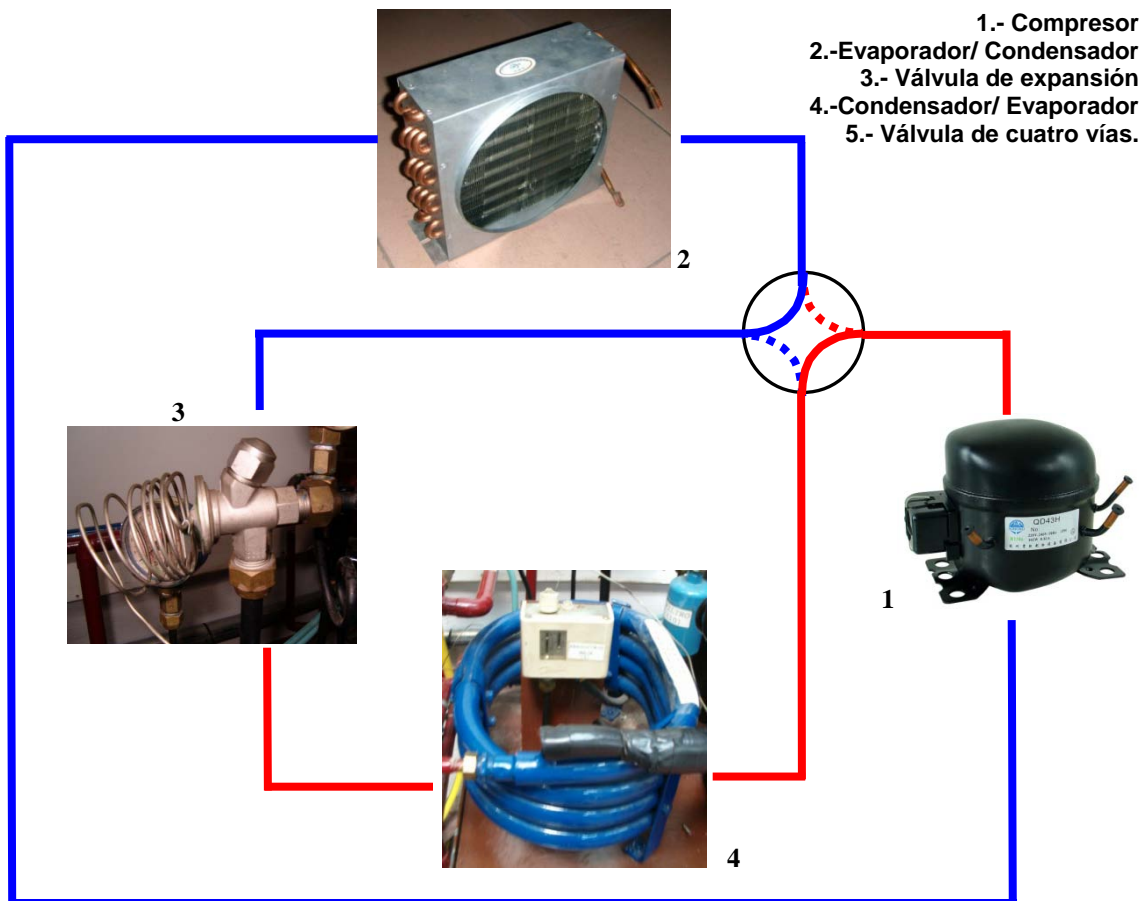 1.- Compresor
2.-Evaporador/ Condensador
3.- Válvula de expansión
4.-Condensador/ Evaporador
5.- Válvula de cuatro vías.
2
3
QD43H
1
4